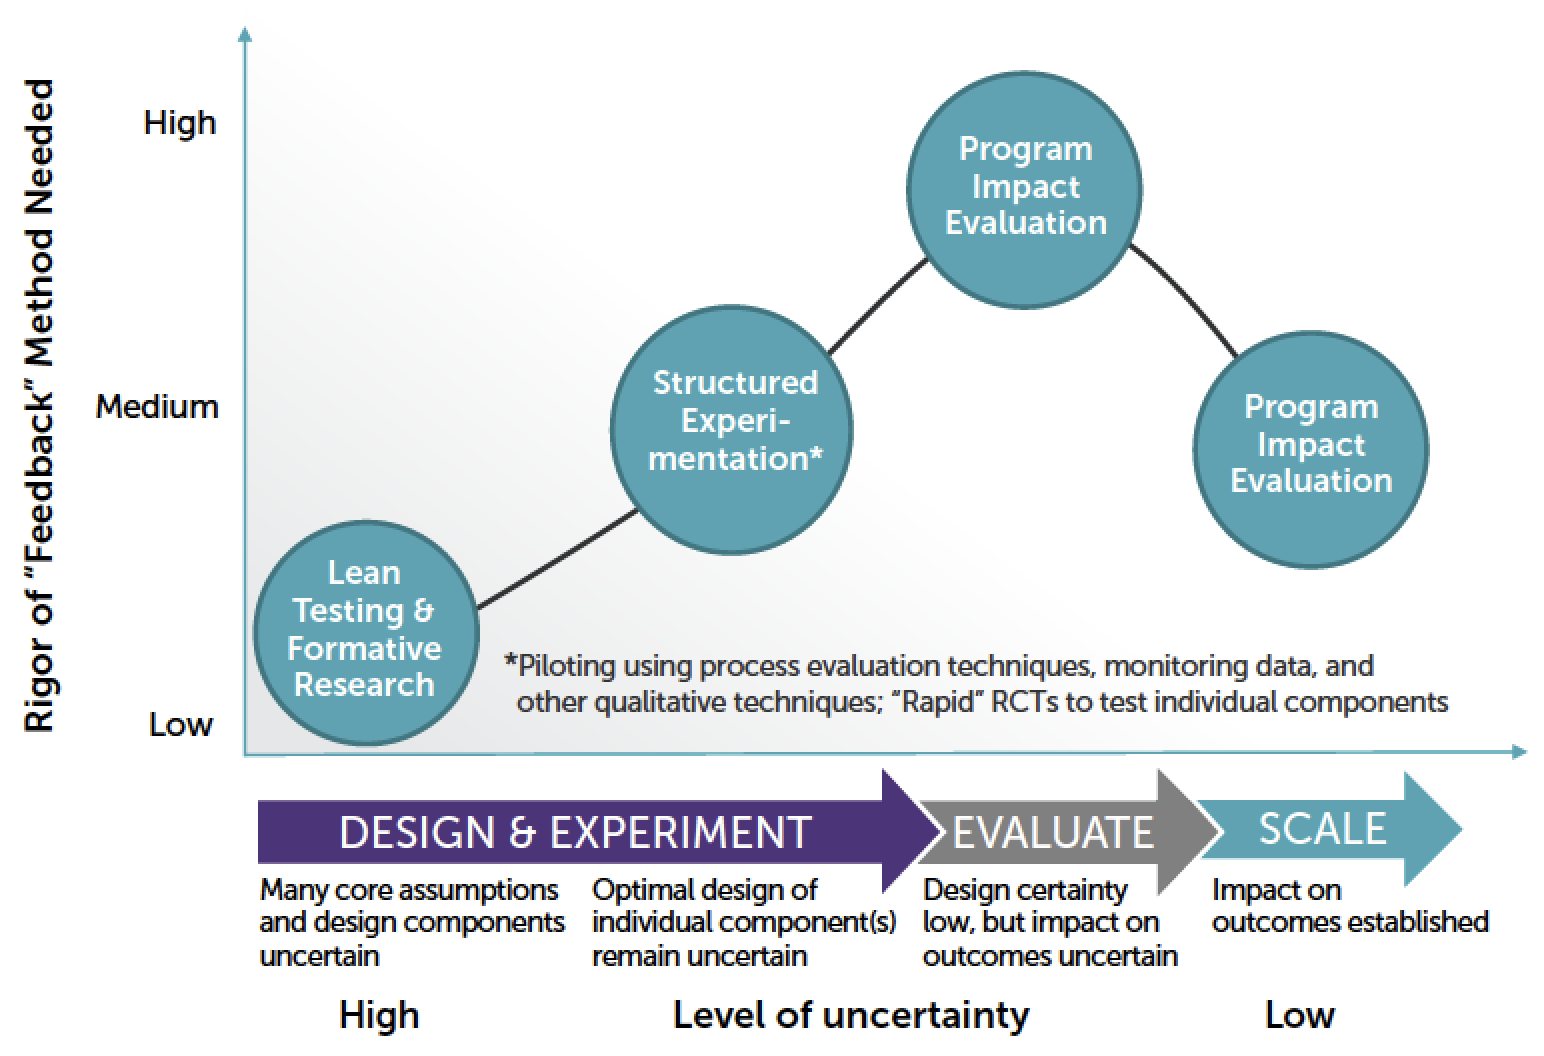 Rigor of “Feedback” Method Needed
High
Medium
Low
Program
Impact
Evaluation
Structured
Experi-
mentation*
Program
Impact
Evaluation
Lean
Testing &
Formative
Research
*Piloting using process evaluation techniques, monitoring data, and
other qualitative techniques; “Rapid” RCTs to test individual components
DESIGN & EXPERIMENT
EVALUATE
SCALE
Many core assumptions
and design components
uncertain
Optimal design of
individual component(s)
remain uncertain
Design certainty
low, but impact on
outcomes uncertain
Impact on
outcomes established
High
Level of uncertainty
Low